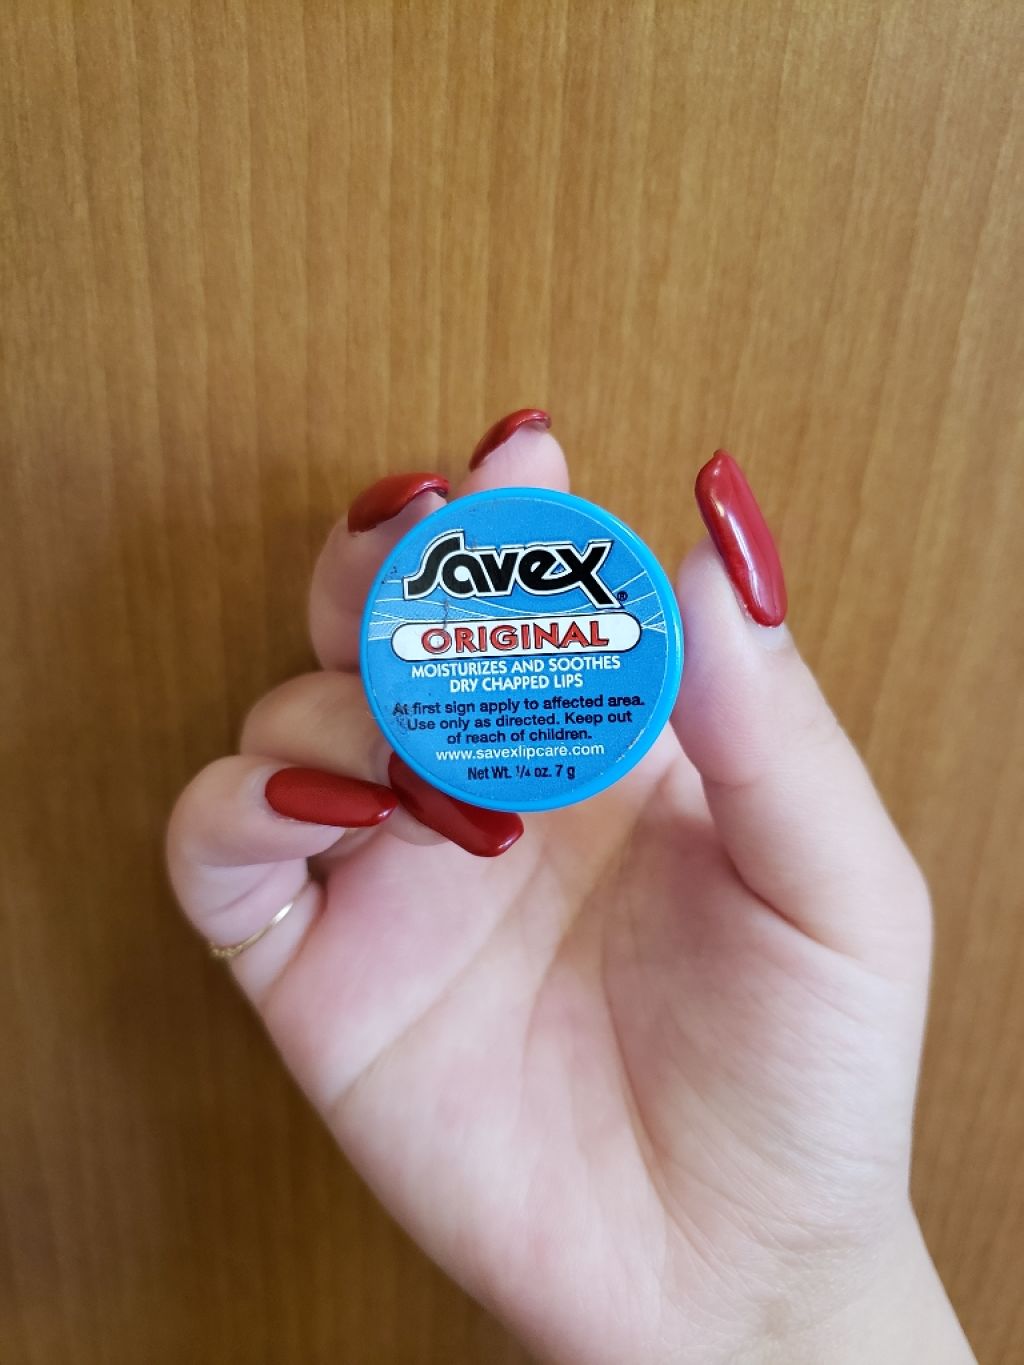 Savex®
ORIGINAL
MOISTURIZES AND SOOTHES
DRY CHAPPED LIPS
At first sign apply to affected area.
Use only as directed. Keep out
of reach of children.
www.savexlipcare.com
Net Wt. 1/4 oz. 7 g